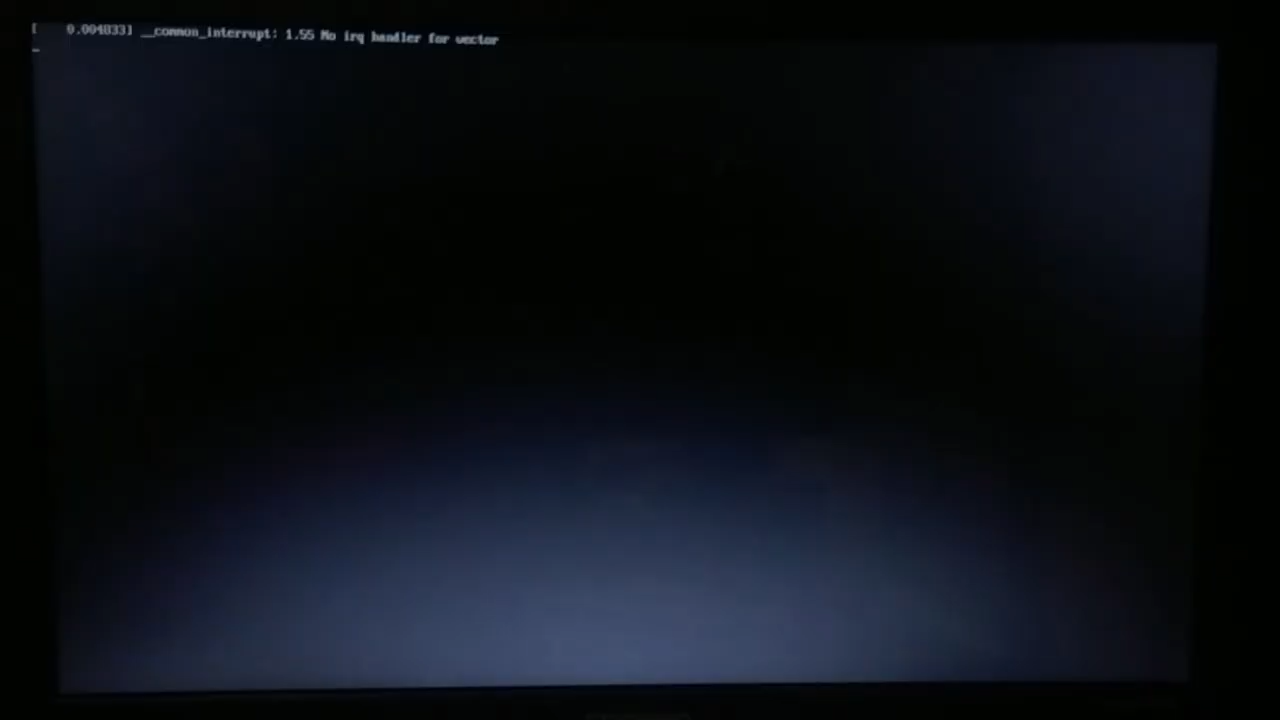 [    0.004833] __common_interrupt: 1.55 No irq handler for vector
_